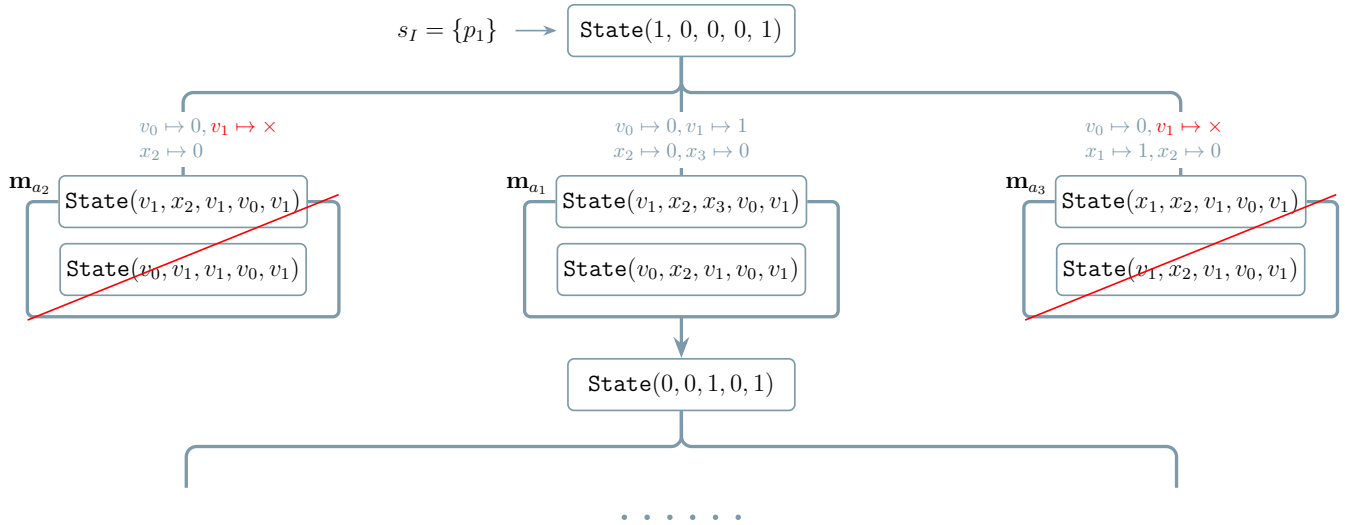 s_I = {p_1} State(1, 0, 0, 0, 1)
v_0 ↦ 0, v_1 ↦ ×
x_2 ↦ 0
v_0 ↦ 0, v_1 ↦ 1
x_2 ↦ 0, x_3 ↦ 0
v_0 ↦ 0, v_1 ↦ ×
x_1 ↦ 1, x_2 ↦ 0
m_{a_2} State(v_1, x_2, v_1, v_0, v_1)
State(v_0, v_1, v_1, v_0, v_1)
m_{a_1} State(v_1, x_2, x_3, v_0, v_1)
State(v_0, x_2, v_1, v_0, v_1)
m_{a_3} State(x_1, x_2, v_1, v_0, v_1)
State(v_1, x_2, v_1, v_0, v_1)
State(0, 0, 1, 0, 1)
. . . . . .